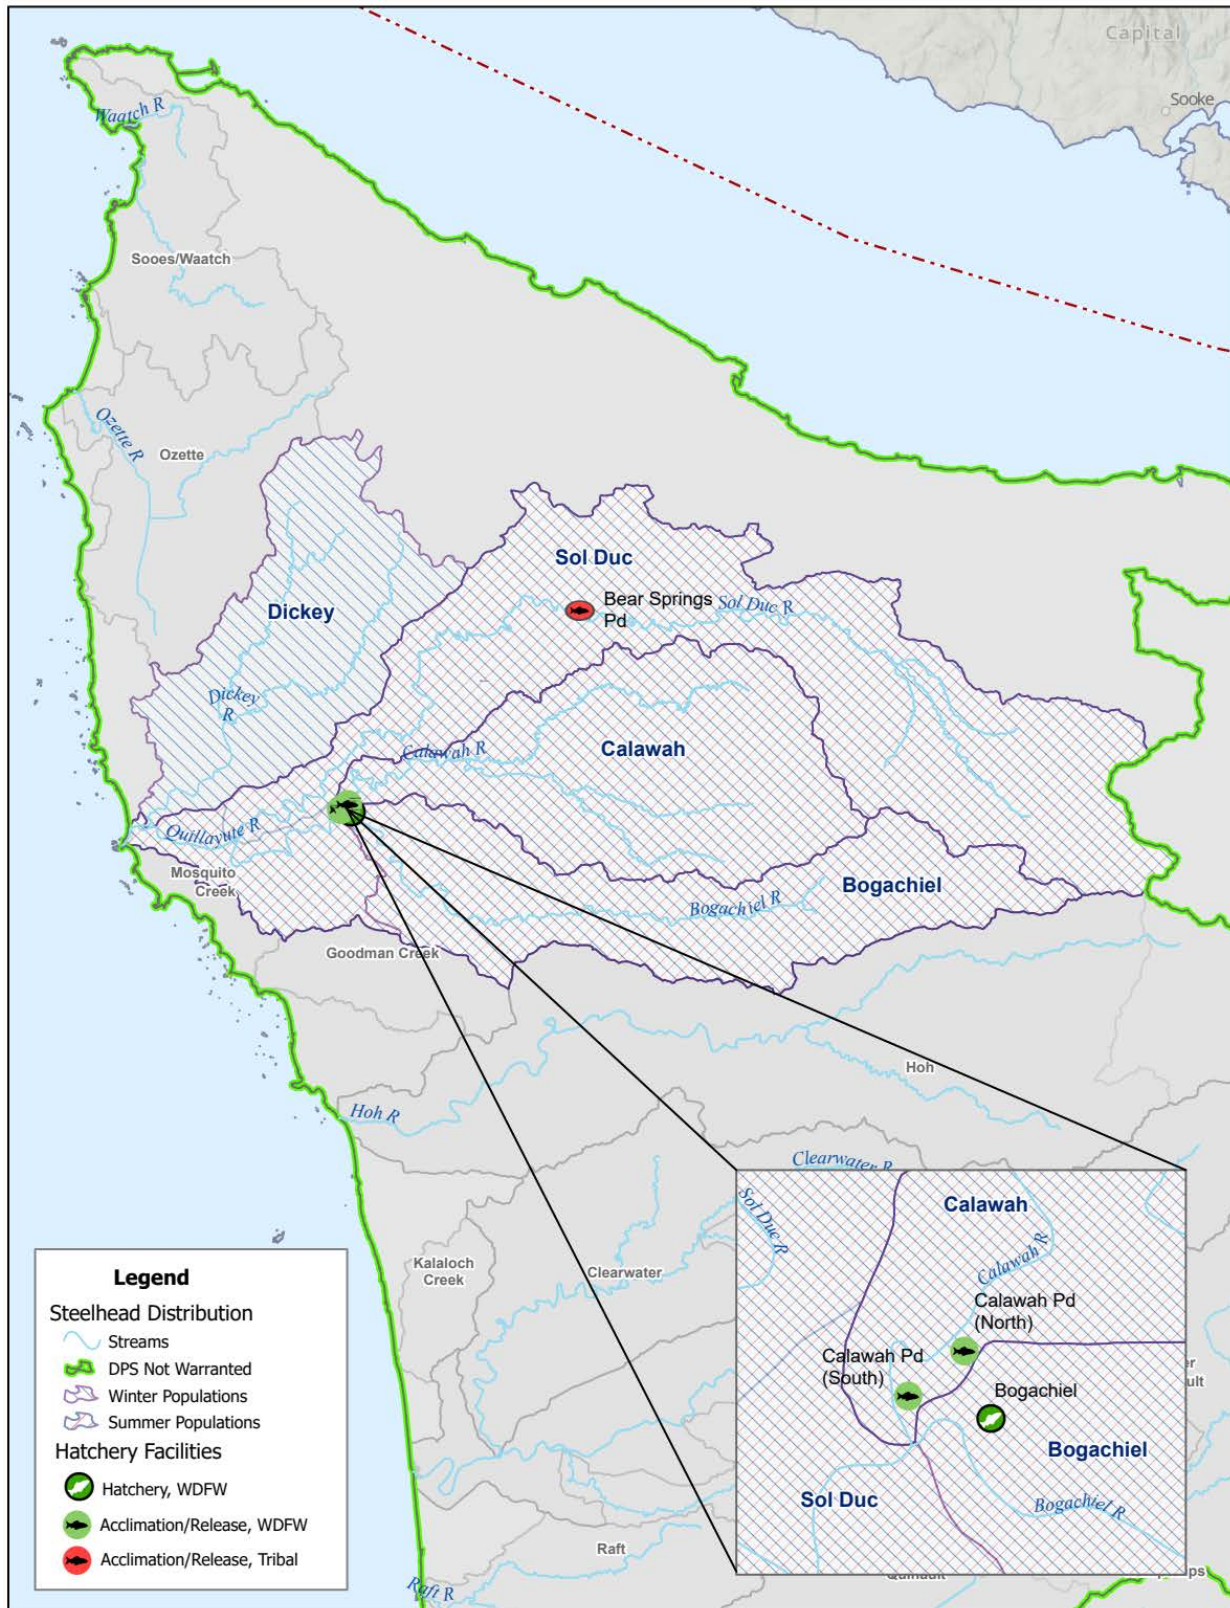 Capital
Sooke
Waatch R
Sooes/Waatch
Ozette R
Ozette
Sol Duc
Bear Springs
Pd
Sol Duc R
Dickey
Dickey
R
Calawah R
Calawah
Quillayute R
Mosquito
Creek
Bogachiel
Bogachiel R
Goodman Creek
Hoh
Hoh R
Clearwater R
Kalaloch
Creek
Clearwater
Raft
Raft R
Sol Duc R
Calawah
Calawah R
Calawah Pd
(North)
Calawah Pd
(South)
Bogachiel
Bogachiel
Sol Duc
Bogachiel R
Legend
Steelhead Distribution
Streams
DPS Not Warranted
Winter Populations
Summer Populations
Hatchery Facilities
Hatchery, WDFW
Acclimation/Release, WDFW
Acclimation/Release, Tribal